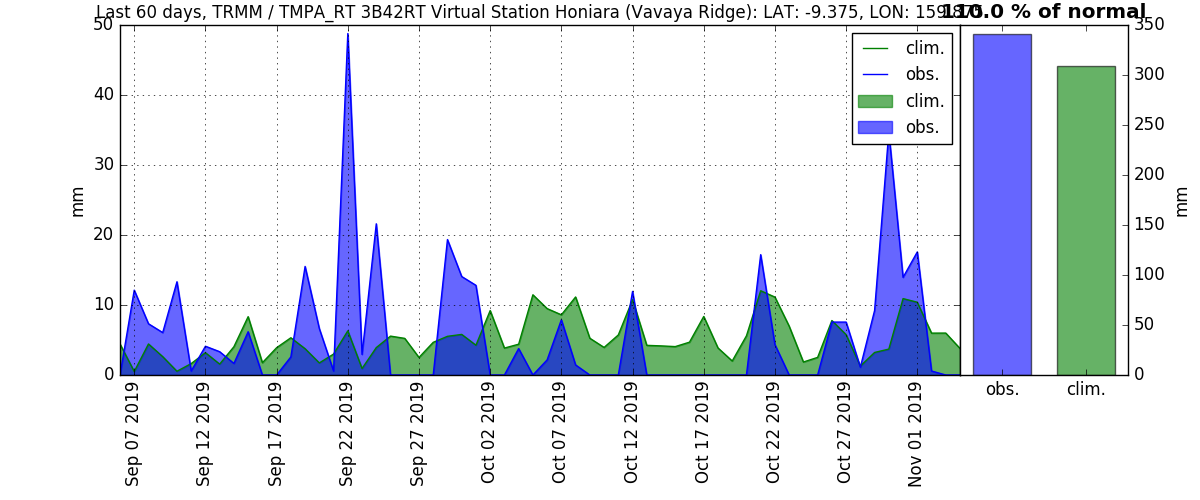 Last 60 days, TRMM / TMPA_RT 3B42RT Virtual Station Honiara (Vavaya Ridge): LAT: -9.375, LON: 159.875
110.0 % of normal
50
40
30
20
10
0
mm
clim.
obs.
clim.
obs.
350
300
250
200
150
100
50
0
mm
obs.
clim.
Sep 07 2019
Sep 12 2019
Sep 17 2019
Sep 22 2019
Sep 27 2019
Oct 02 2019
Oct 07 2019
Oct 12 2019
Oct 17 2019
Oct 22 2019
Oct 27 2019
Nov 01 2019